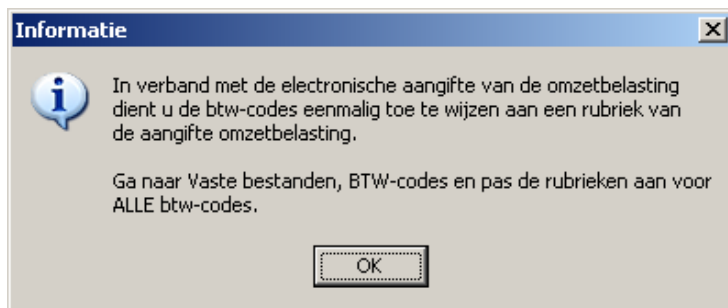 Informatie
In verband met de electronische aangifte van de omzetbelasting
dient u de btw-codes eenmalig toe te wijzen aan een rubriek van
de aangifte omzetbelasting.
Ga naar Vaste bestanden, BTW-codes en pas de rubrieken aan voor
ALLE btw-codes.
OK